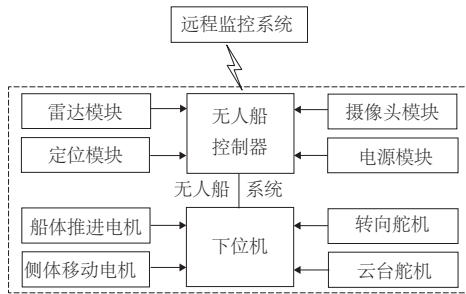 远程监控系统
雷达模块
无人船
控制器
摄像头模块
定位模块
电源模块
无人船 系统
船体推进电机
下位机
转向舵机
侧体移动电机
云台舵机